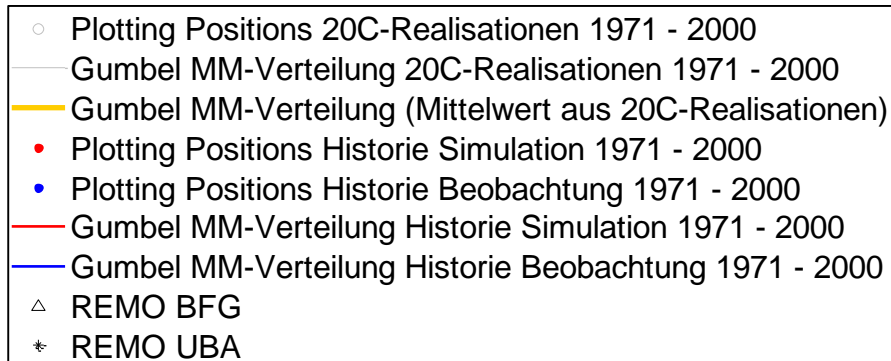 Plotting Positions 20C-Realisationen 1971 - 2000
Gumbel MM-Verteilung 20C-Realisationen 1971 - 2000
Gumbel MM-Verteilung (Mittelwert aus 20C-Realisationen)
Plotting Positions Historie Simulation 1971 - 2000
Plotting Positions Historie Beobachtung 1971 - 2000
Gumbel MM-Verteilung Historie Simulation 1971 - 2000
Gumbel MM-Verteilung Historie Beobachtung 1971 - 2000
REMO BFG
REMO UBA